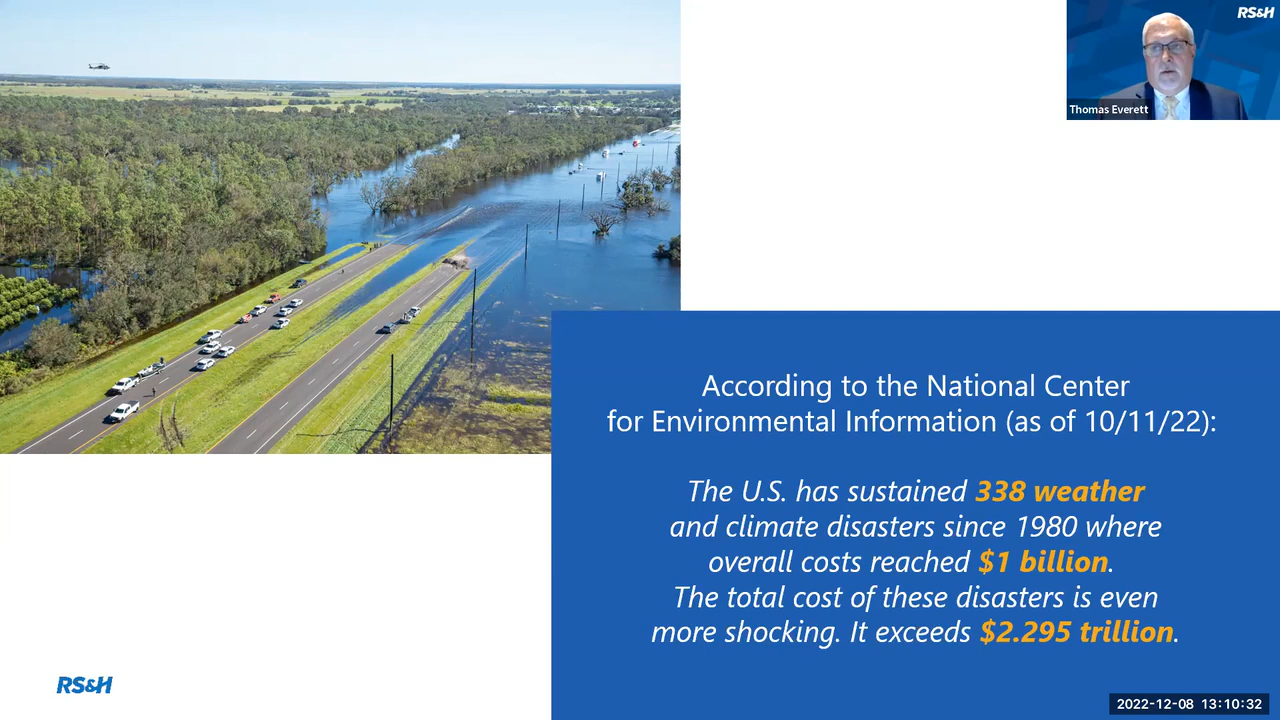 RS&H
Thomas Everett
According to the National Center
for Environmental Information (as of 10/11/22):
The U.S. has sustained 338 weather
and climate disasters since 1980 where
overall costs reached $1 billion.
The total cost of these disasters is even
more shocking. It exceeds $2.295 trillion.
RS&H
2022-12-08 13:10:32